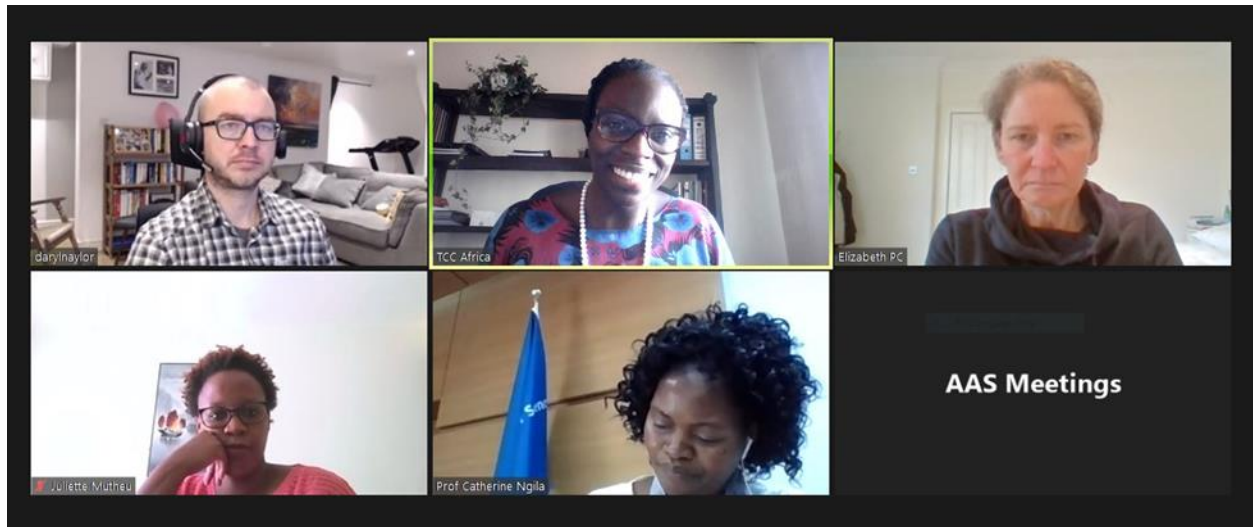 darylnaylor
TCC Africa
Elizabeth PC
Juliette Mutheu
Prof Catherine Ngila
AAS Meetings